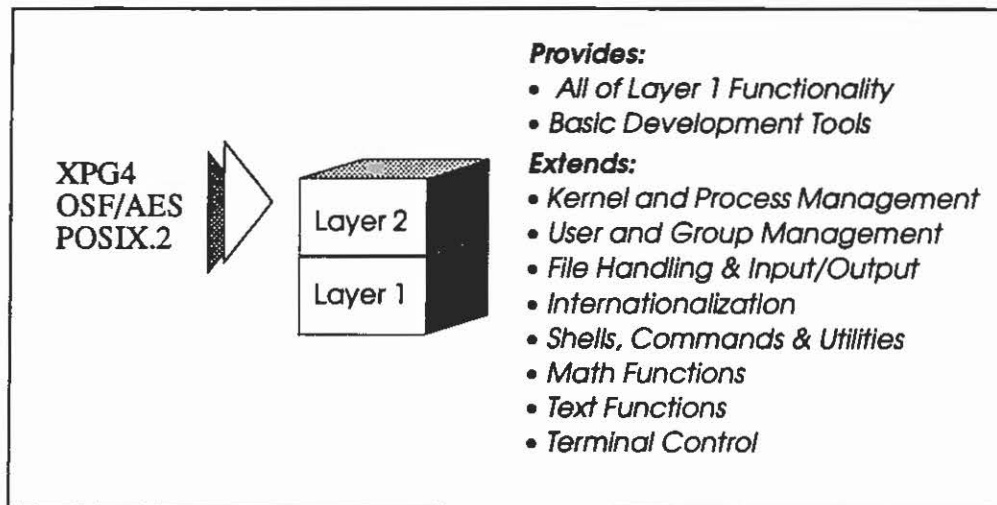 XPG4
OSF/AES
POSIX.2
Layer 2
Layer 1
Provides:
• All of Layer 1 Functionality
• Basic Development Tools
Extends:
• Kernel and Process Management
• User and Group Management
• File Handling & Input/Output
• Internationalization
• Shells, Commands & Utilities
• Math Functions
• Text Functions
• Terminal Control